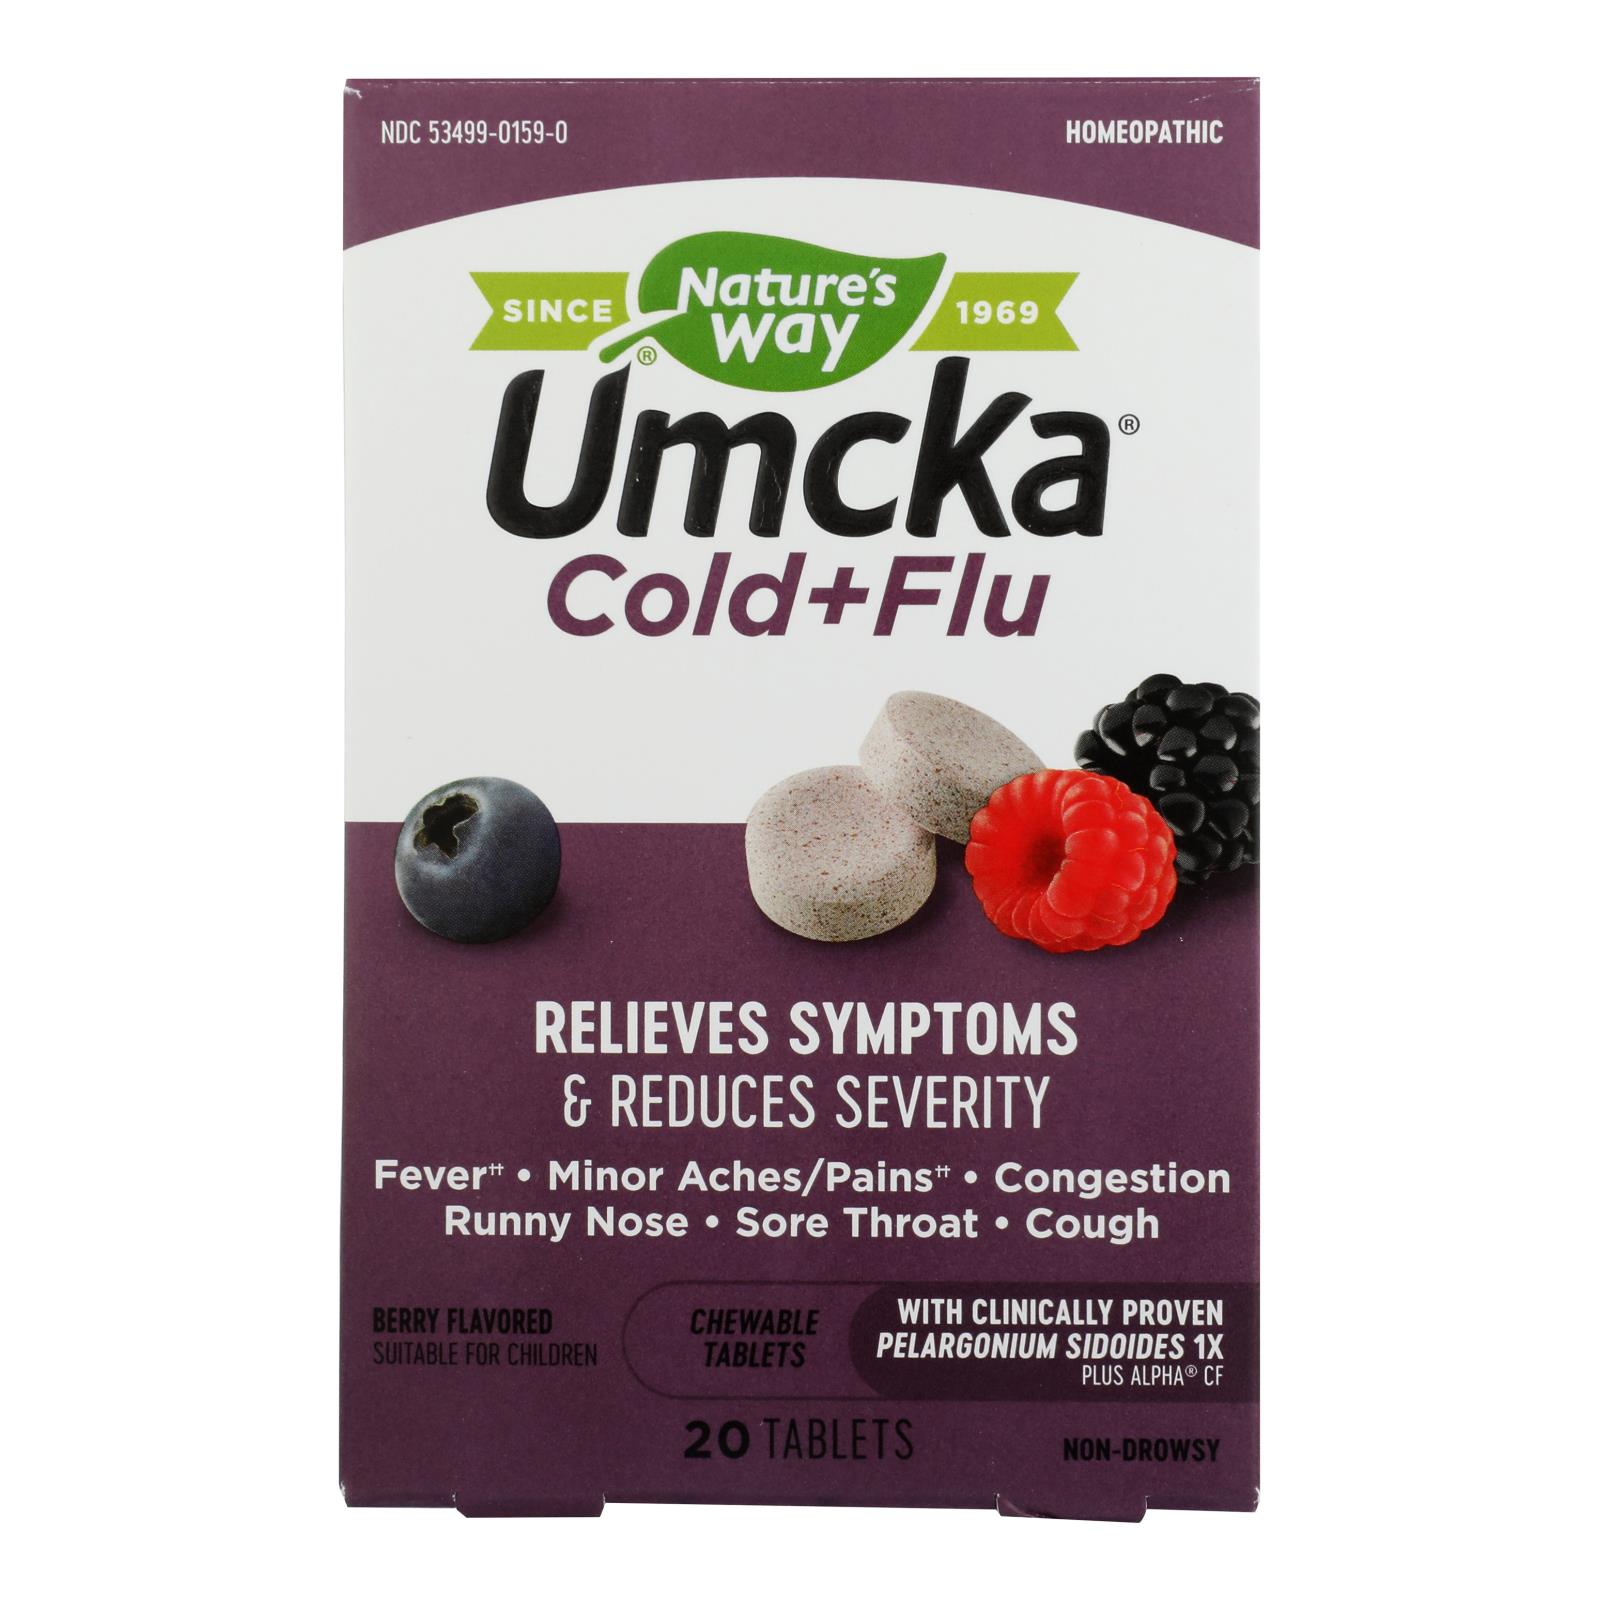 NDC 53499-0159-0
HOMEOPATHIC
SINCE
Nature's
Way®
1969
Umcka®
Cold+Flu
RELIEVES SYMPTOMS
& REDUCES SEVERITY
Fever†† • Minor Aches/Pains†† • Congestion
Runny Nose • Sore Throat • Cough
BERRY FLAVORED
SUITABLE FOR CHILDREN
CHEWABLE
TABLETS
WITH CLINICALLY PROVEN
PELARGONIUM SIDOIDES 1X
PLUS ALPHA® CF
20 TABLETS
NON-DROWSY